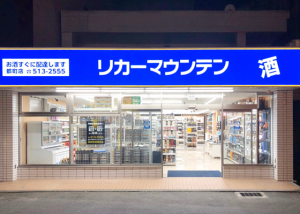 お酒すぐに配達します
都町店 ☎513-2555
リカーマウンテン
酒